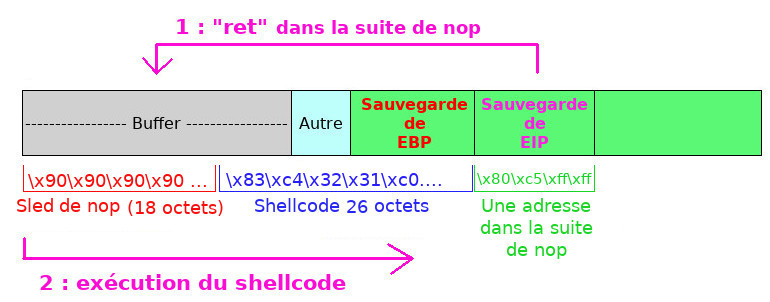 1 : "ret" dans la suite de nop
---------------- Buffer ----------------
Autre
Sauvegarde
de
EBP
Sauvegarde
de
EIP
\x90\x90\x90\x90 ...
\x83\xc4\x32\x31\xc0....
\x80\xc5\xff\xff
Sled de nop (18 octets)
Shellcode 26 octets
Une adresse
dans la suite
de nop
2 : exécution du shellcode